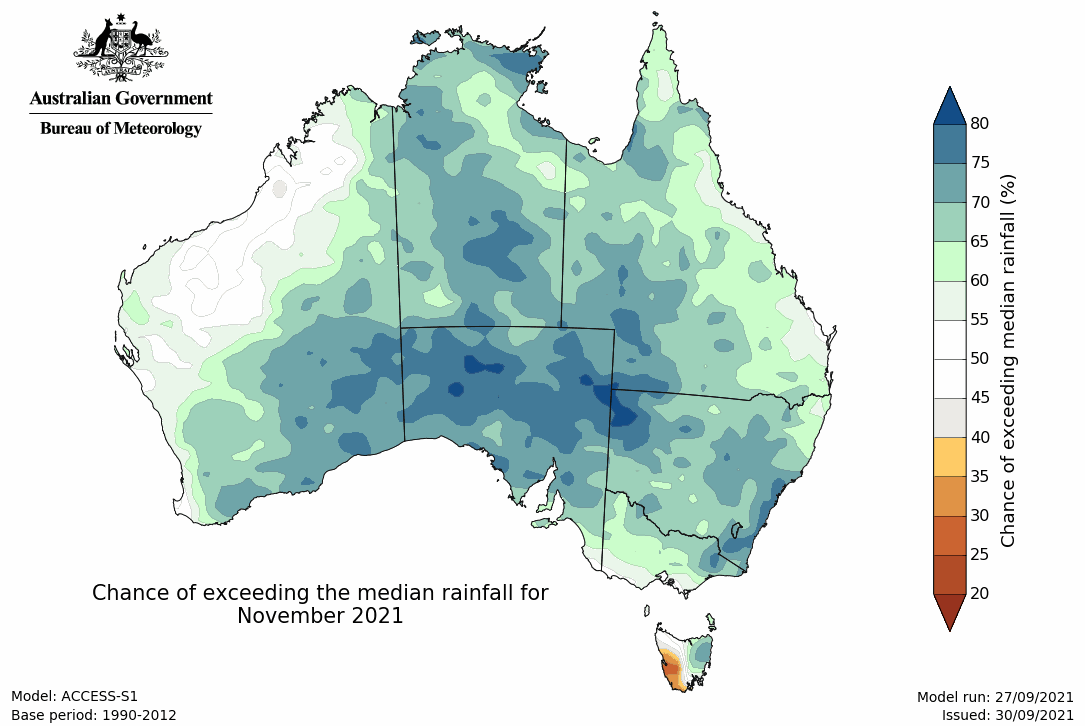 AUSTRALIA
Australian Government
Bureau of Meteorology
80
75
70
65
60
55
50
45
40
35
30
25
20
Chance of exceeding median rainfall (%)
Chance of exceeding the median rainfall for
November 2021
Model: ACCESS-S1
Base period: 1990-2012
Model run: 27/09/2021
Issued: 30/09/2021